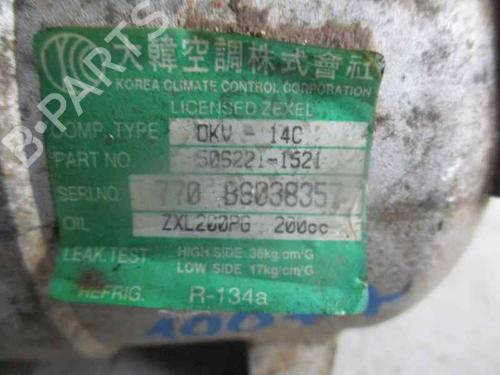 大韓空調株式會社
KOREA CLIMATE CONTROL CORPORATION
LICENSED ZEXEL
COMP. TYPE DKV - 14C
PART NO. 506221-1521
SERI.NO. 770 BG038357
OIL ZXL200PG 200cc
LEAK.TEST HIGH SIDE 36kg/cm²G
LOW SIDE 17kg/cm²G
REFRIG. R-134a